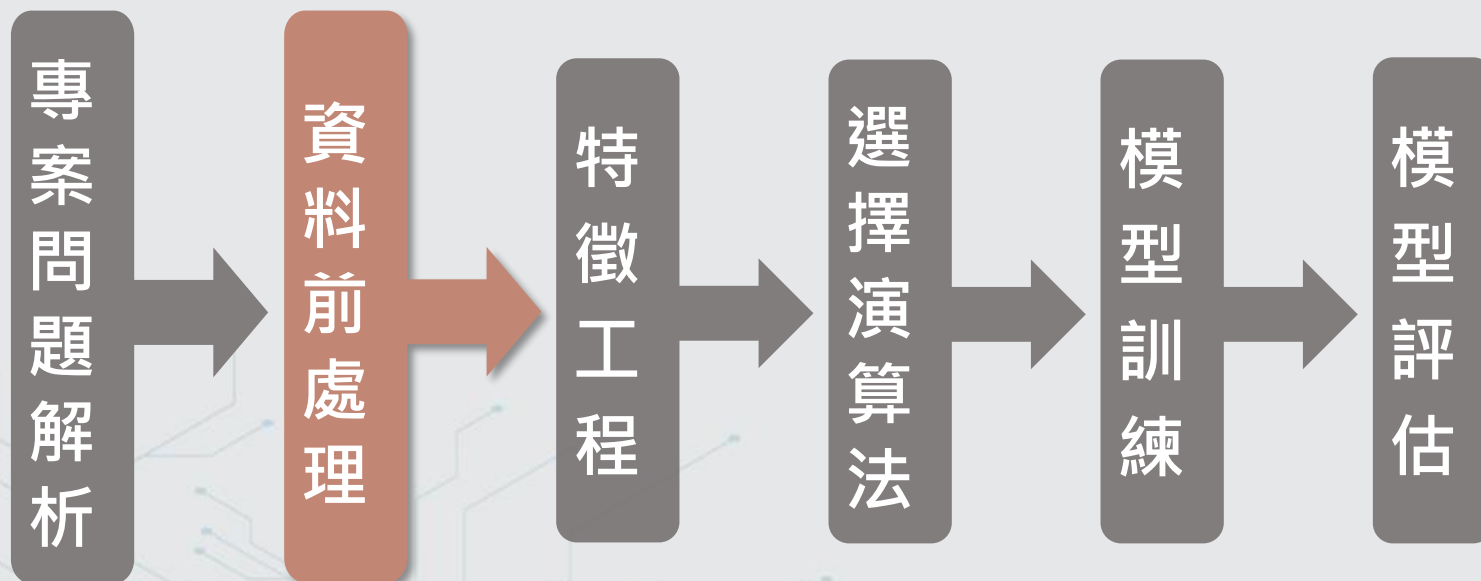 專案問題解析
資料前處理
特徵工程
選擇演算法
模型訓練
模型評估